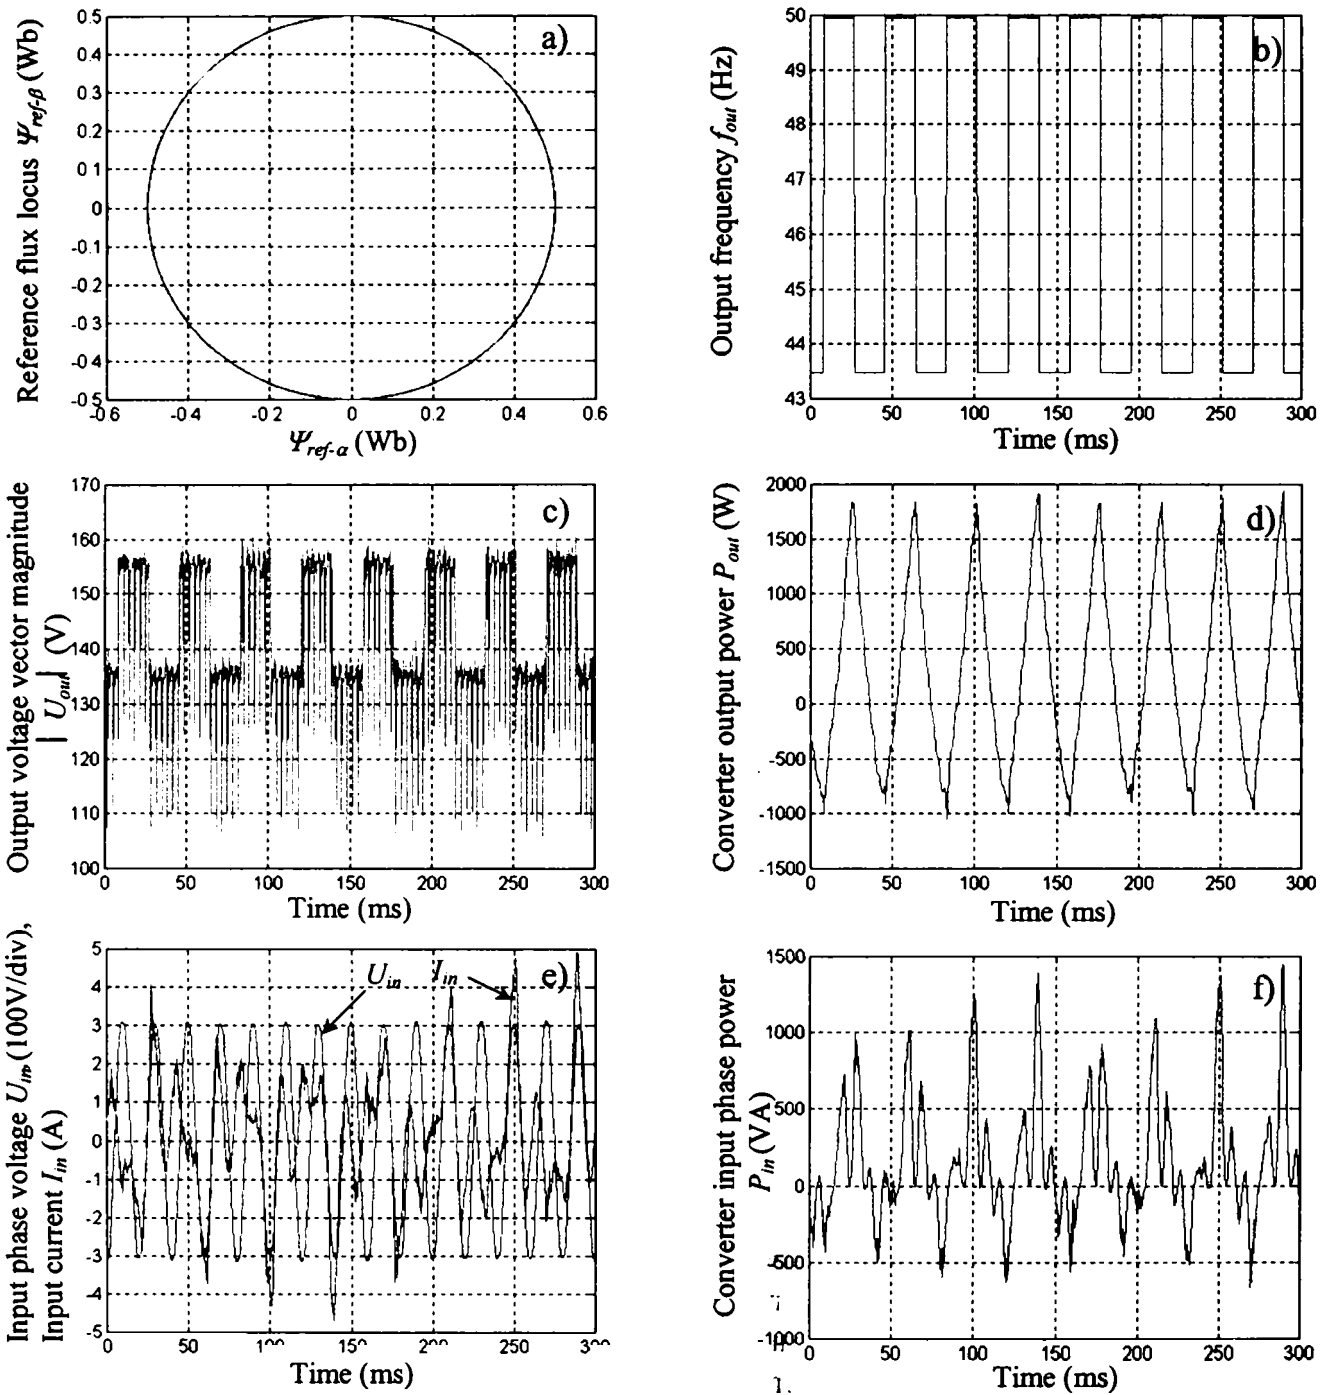 a)
Reference flux locus Ψref-β (Wb)
0.5
0.4
0.3
0.2
0.1
0
-0.1
-0.2
-0.3
-0.4
-0.5
-0.6 -0.4 -0.2 0 0.2 0.4 0.6
Ψref-α (Wb)
b)
Output frequency fout (Hz)
50
49
48
47
46
45
44
43
0 50 100 150 200 250 300
Time (ms)
c)
Output voltage vector magnitude
| Uout| (V)
170
160
150
140
130
120
110
100
0 50 100 150 200 250 300
Time (ms)
d)
Converter output power Pout (W)
2000
1500
1000
500
0
-500
-1000
-1500
0 50 100 150 200 250 300
Time (ms)
e)
Uin Iin
Input phase voltage Uin, (100V/div),
Input current Iin (A)
5
4
3
2
1
0
-1
-2
-3
-4
-5
0 50 100 150 200 250 300
Time (ms)
f)
Converter input phase power
Pin (VA)
1500
1000
500
0
-500
-1000
0 50 100 150 200 250 300
Time (ms)
1.